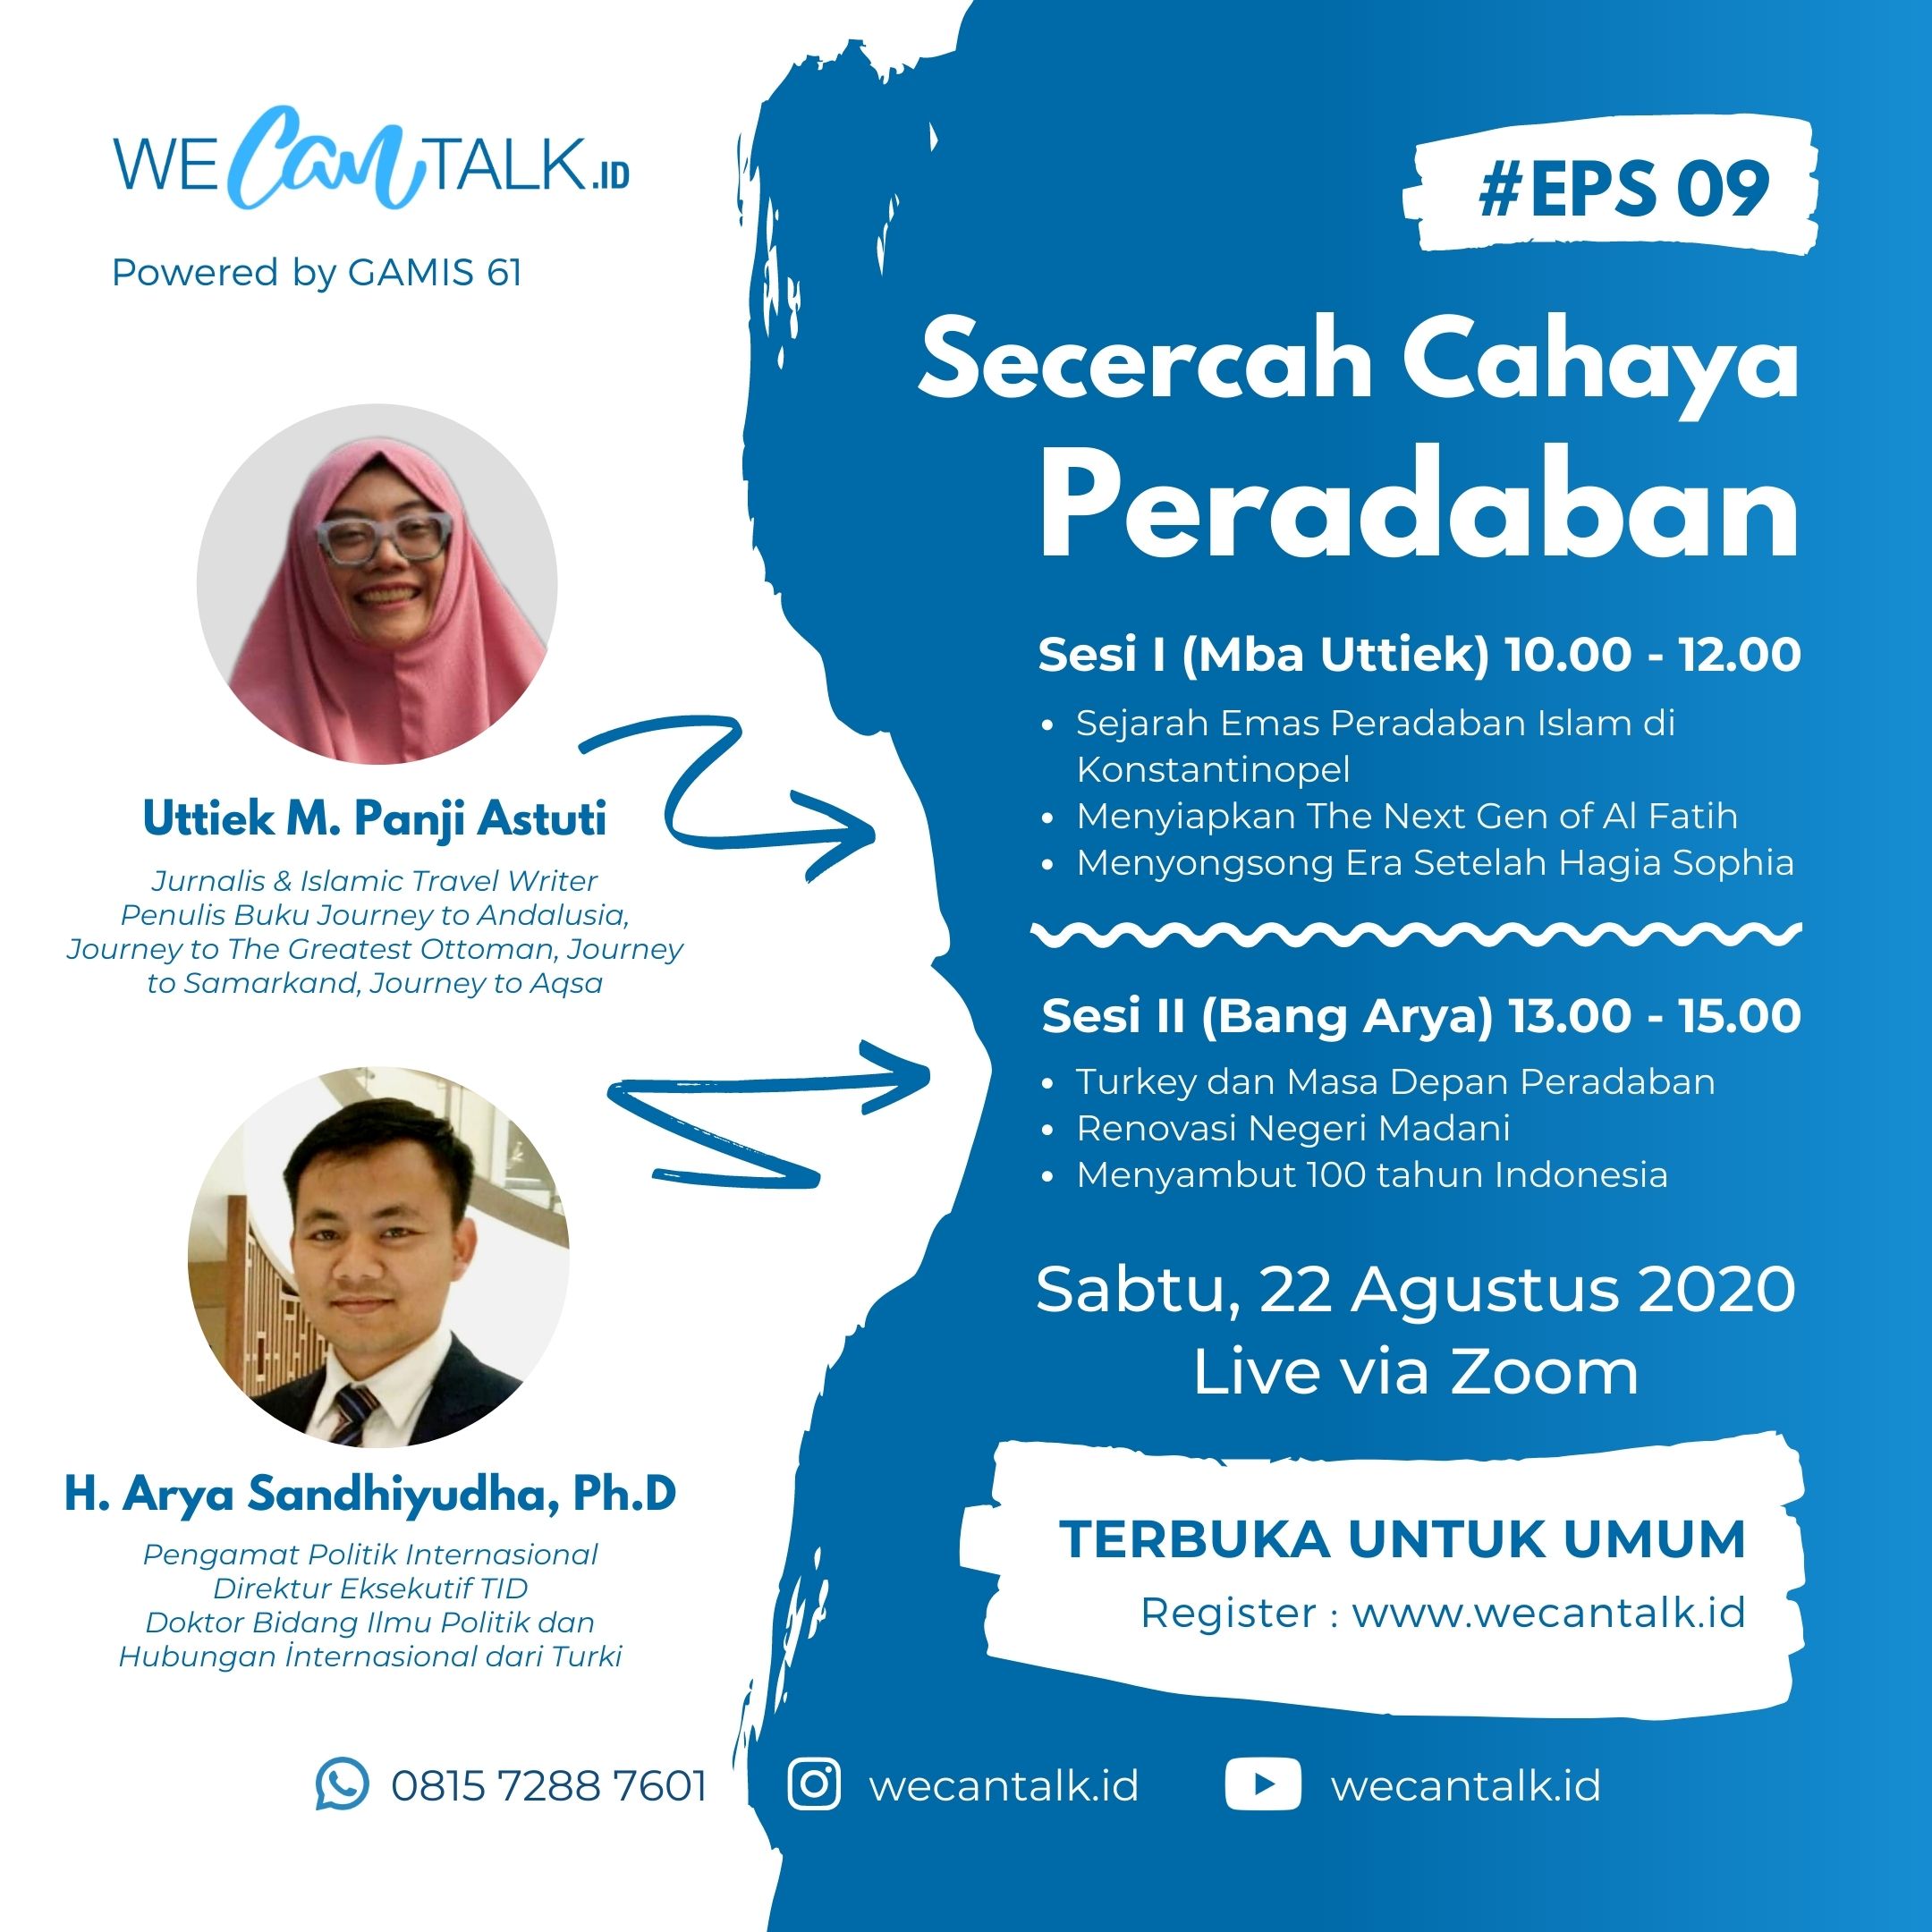 WE Can TALK.ID
Powered by GAMIS 61
Uttiek M. Panji Astuti
Jurnalis & Islamic Travel Writer
Penulis Buku Journey to Andalusia,
Journey to The Greatest Ottoman, Journey
to Samarkand, Journey to Aqsa
H. Arya Sandhiyudha, Ph.D
Pengamat Politik Internasional
Direktur Eksekutif TID
Doktor Bidang Ilmu Politik dan
Hubungan İnternasional dari Turki
#EPS 09
Secercah Cahaya
Peradaban
Sesi I (Mba Uttiek) 10.00 - 12.00
• Sejarah Emas Peradaban Islam di
Konstantinopel
• Menyiapkan The Next Gen of Al Fatih
• Menyongsong Era Setelah Hagia Sophia
Sesi II (Bang Arya) 13.00 - 15.00
• Turkey dan Masa Depan Peradaban
• Renovasi Negeri Madani
• Menyambut 100 tahun Indonesia
Sabtu, 22 Agustus 2020
Live via Zoom
TERBUKA UNTUK UMUM
Register : www.wecantalk.id
0815 7288 7601 wecantalk.id wecantalk.id